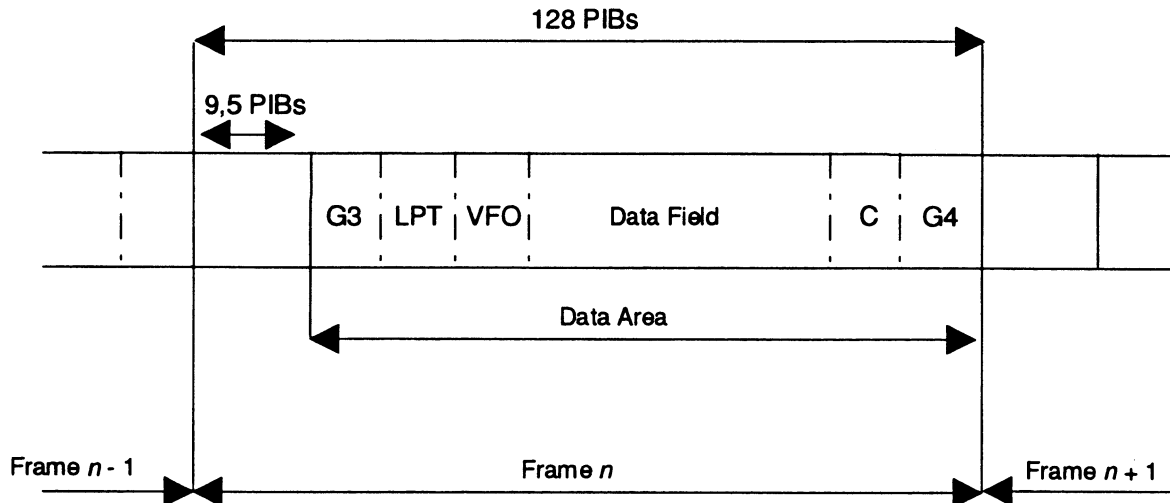 128 PIBs
9,5 PIBs
G3 LPT VFO Data Field C G4
Data Area
Frame n - 1 Frame n Frame n + 1